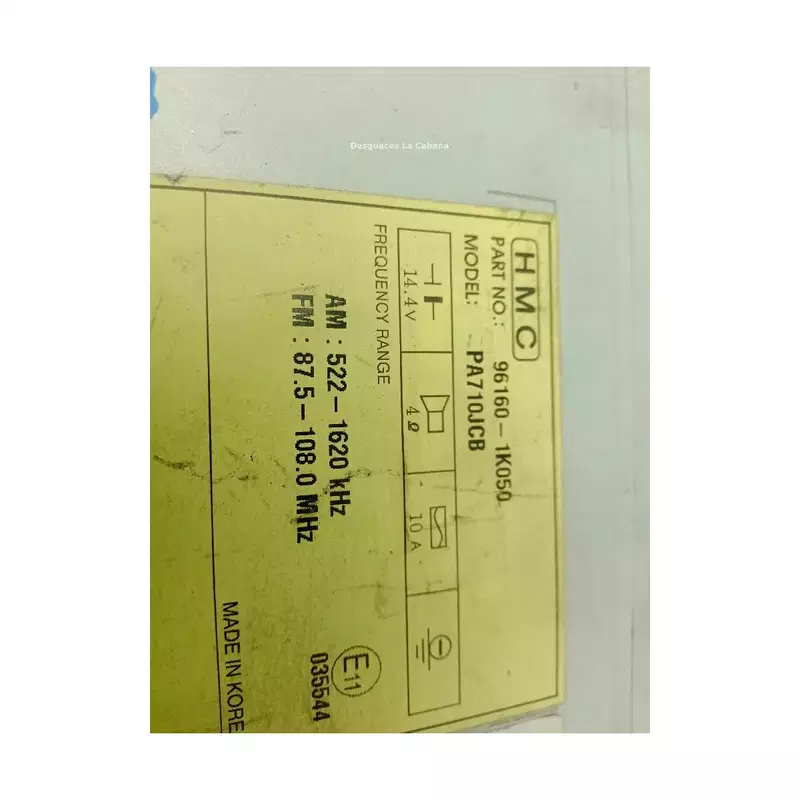 Desguaces La Cabaña
HMC
PART NO.: 96160-1K050
MODEL: PA710JCB
14.4V 4Ω 10 A
FREQUENCY RANGE
AM : 522-1620 kHz
FM : 87.5-108.0 MHz
E11
035544
MADE IN KORE